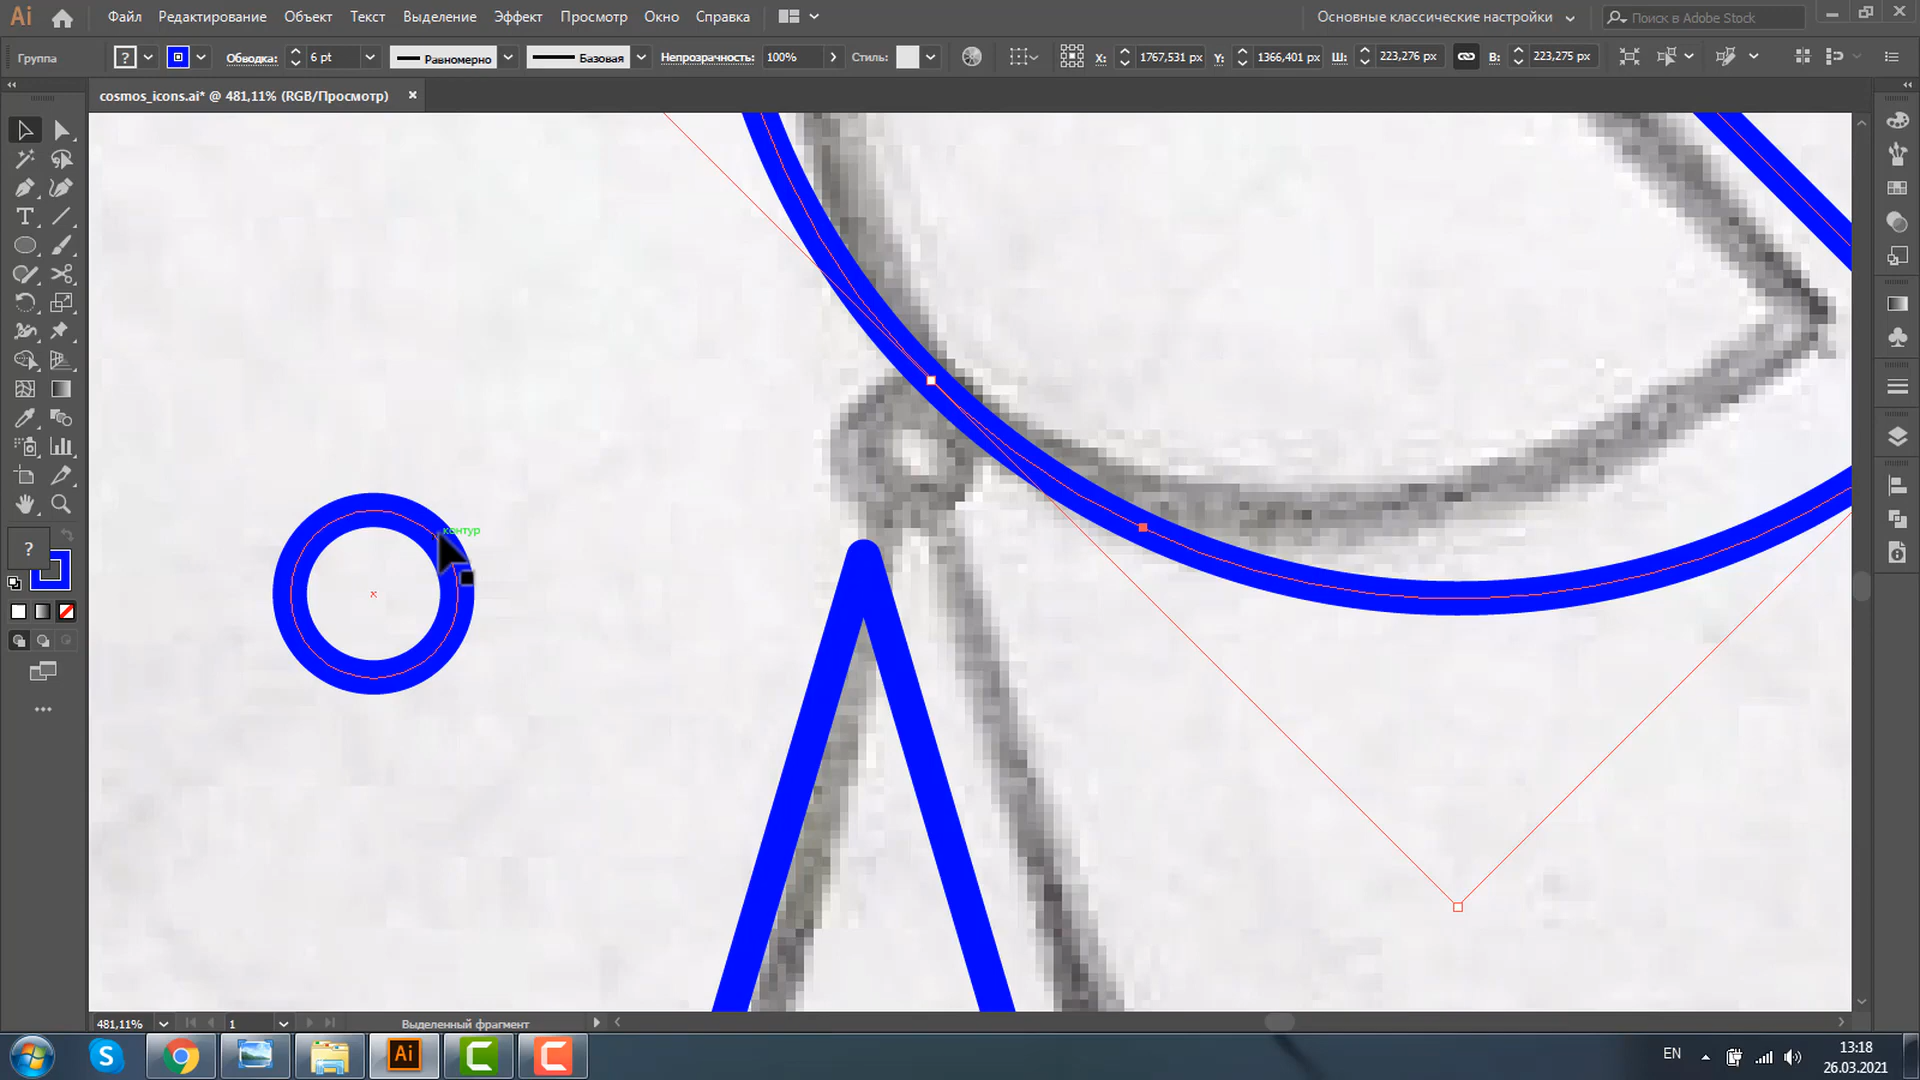 Ai Файл Редактирование Объект Текст Выделение Эффект Просмотр Окно Справка Основные классические настройки Поиск в Adobe Stock
Группа ? Обводка: 6 pt Равномерно Базовая Непрозрачность: 100% Стиль: X: 1767,531 px Y: 1366,401 px Ш: 223,276 px В: 223,275 px
cosmos_icons.ai* @ 481,11% (RGB/Просмотр)
контур
?
481,11% 1 Выделенный фрагмент
Ai EN 13:18
26.03.2021